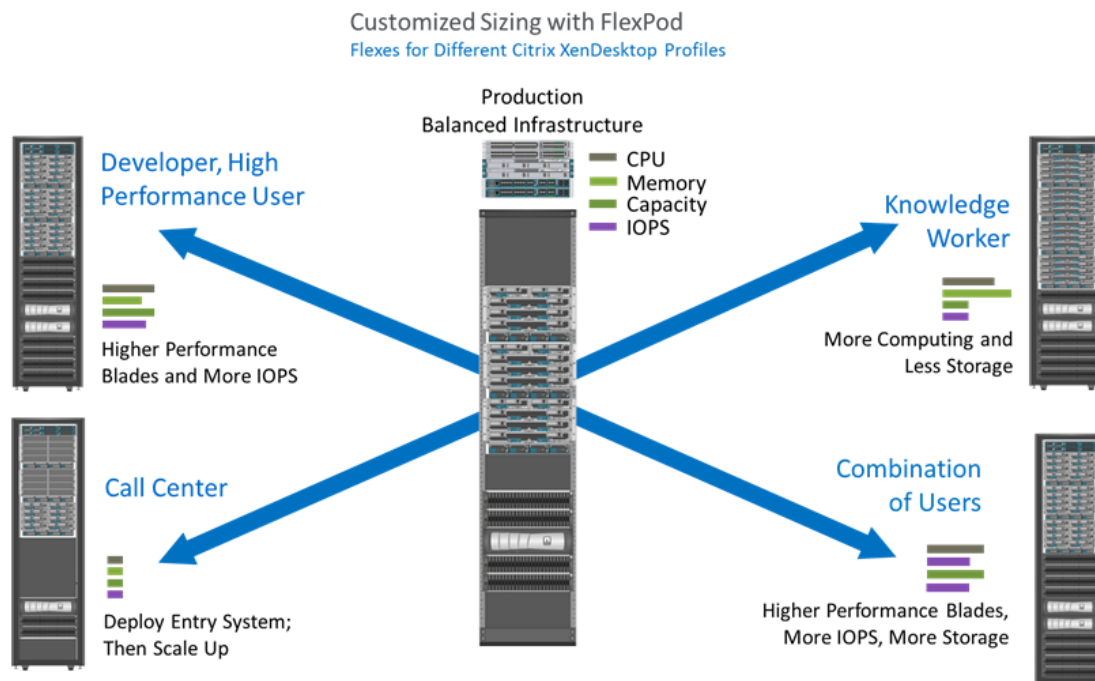 Customized Sizing with FlexPod
Flexes for Different Citrix XenDesktop Profiles
Production
Balanced Infrastructure
CPU
Memory
Capacity
IOPS
Developer, High
Performance User
Higher Performance
Blades and More IOPS
Knowledge
Worker
More Computing and
Less Storage
Call Center
Deploy Entry System;
Then Scale Up
Combination
of Users
Higher Performance Blades,
More IOPS, More Storage